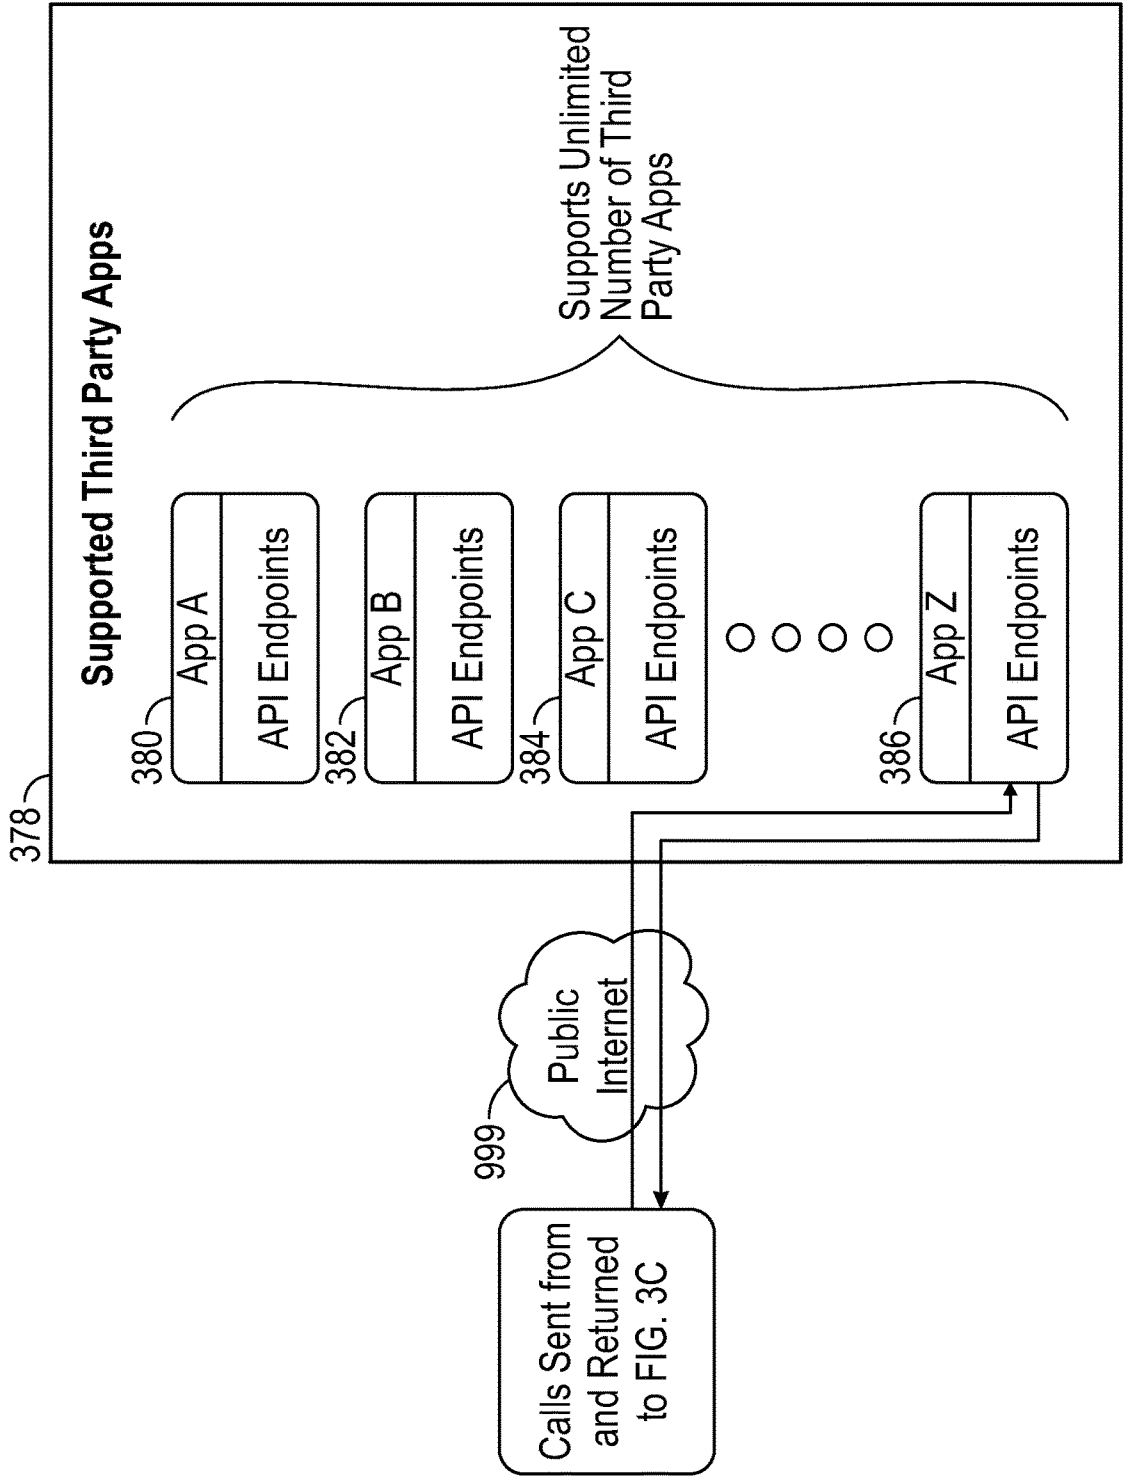 378
Supported Third Party Apps
380
App A
API Endpoints
382
App B
API Endpoints
384
App C
API Endpoints
386
App Z
API Endpoints
Supports Unlimited
Number of Third
Party Apps
999
Public
Internet
Calls Sent from
and Returned
to FIG. 3C